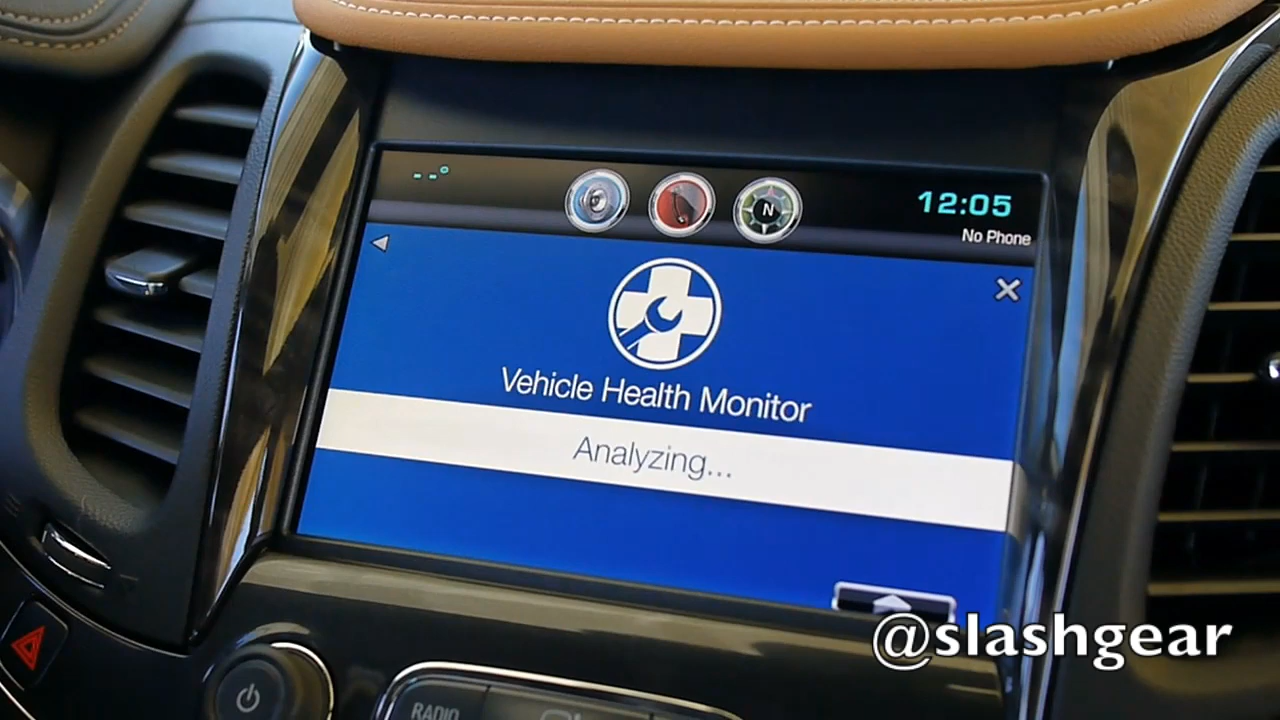 --°
N
12:05
No Phone
Vehicle Health Monitor
Analyzing...
@slashgear
RADIO